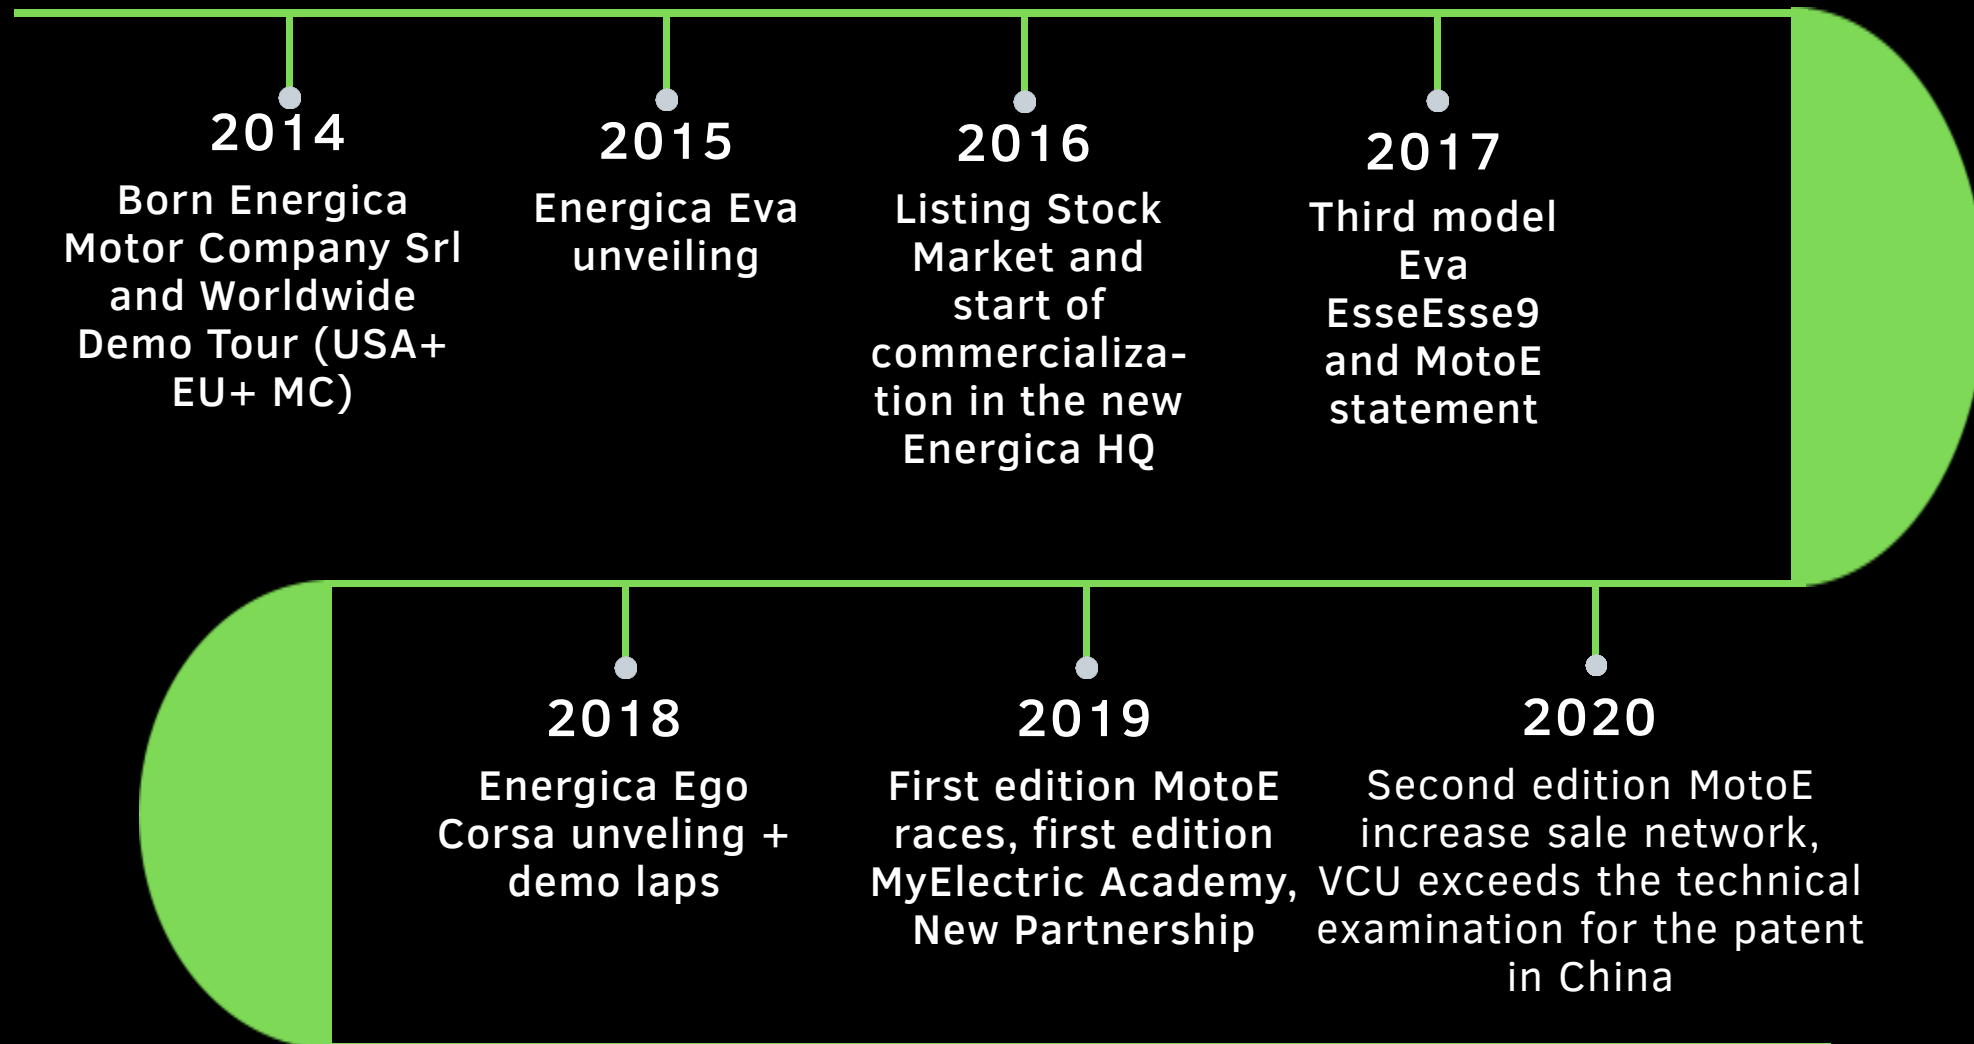 2014
Born Energica
Motor Company Srl
and Worldwide
Demo Tour (USA+
EU+ MC)
2015
Energica Eva
unveiling
2016
Listing Stock
Market and
start of
commercializa-
tion in the new
Energica HQ
2017
Third model
Eva
EsseEsse9
and MotoE
statement
2018
Energica Ego
Corsa unveling +
demo laps
2019
First edition MotoE
races, first edition
MyElectric Academy,
New Partnership
2020
Second edition MotoE
increase sale network,
VCU exceeds the technical
examination for the patent
in China